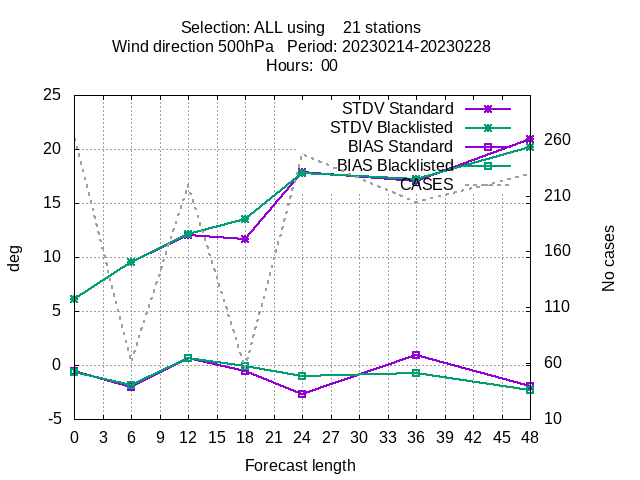 Selection: ALL using    21 stations
Wind direction 500hPa   Period: 20230214-20230228
Hours:  00
STDV Standard
STDV Blacklisted
BIAS Standard
BIAS Blacklisted
CASES
25
20
15
10
5
0
-5
deg
260
210
160
110
60
10
No cases
0 3 6 9 12 15 18 21 24 27 30 33 36 39 42 45 48
Forecast length